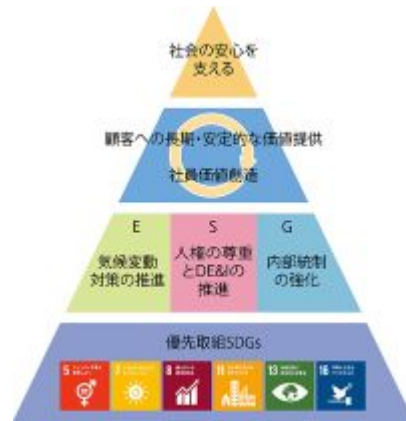 社会の安心を
支える
顧客への長期・安定的な価値提供
社員価値創造
E
気候変動
対策の推進
S
人権の尊重
とDE&Iの
推進
G
内部統制
の強化
優先取組SDGs
5
7
8
11
13
16